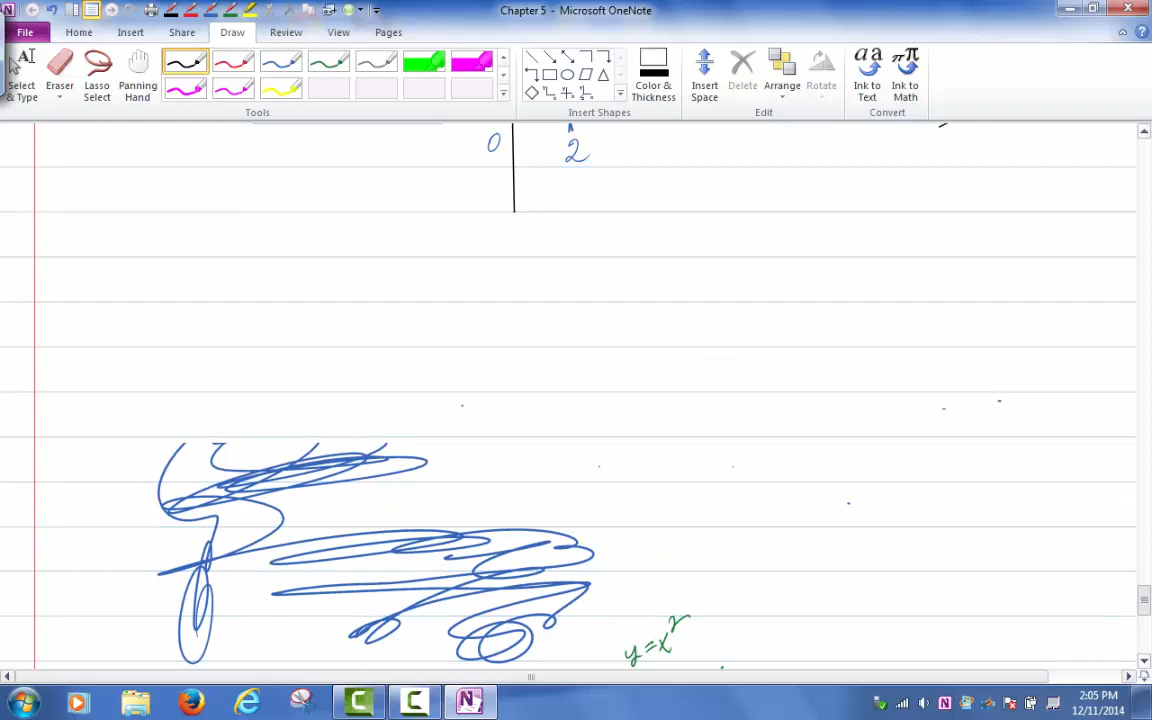 Chapter 5 - Microsoft OneNote
File Home Insert Share Draw Review View Pages
Select & Type
Eraser
Lasso Select
Panning Hand
Color & Thickness
Insert Space
Delete
Arrange
Rotate
Ink to Text
Ink to Math
Tools
Insert Shapes
Edit
Convert
0 2
y=x²
2:05 PM
12/11/2014